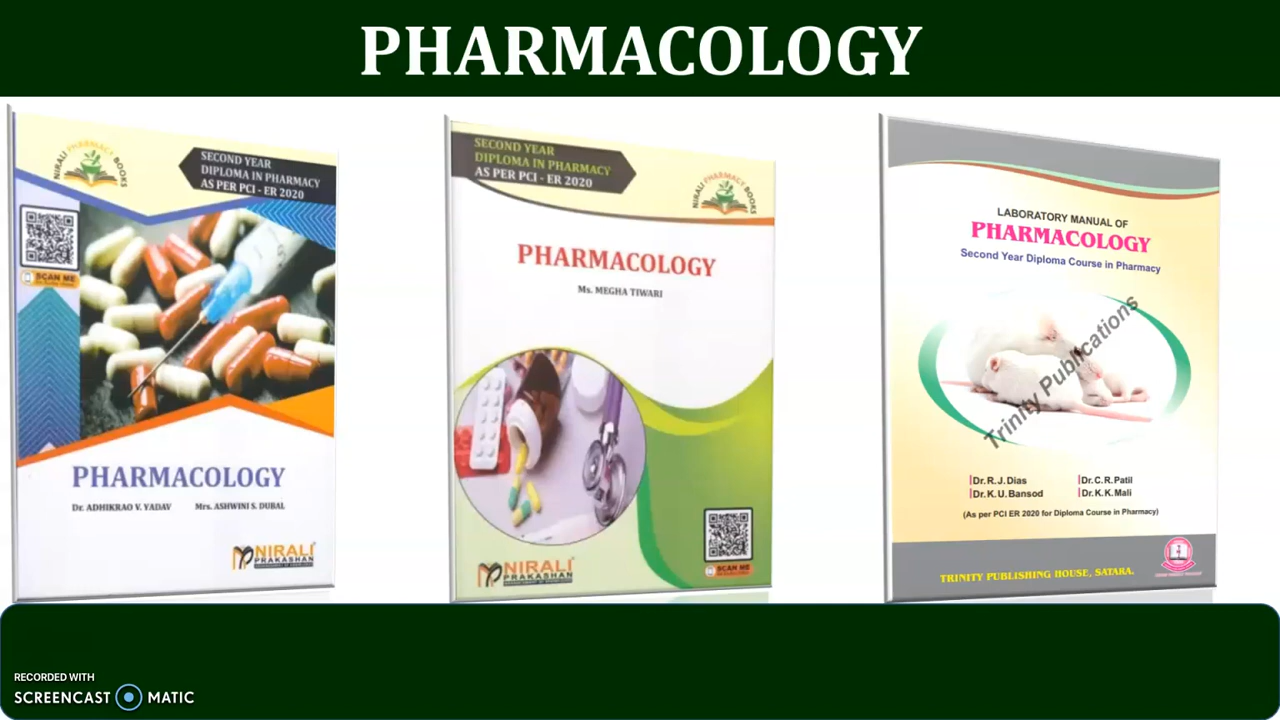 PHARMACOLOGY
NIRALI PHARMACY BOOKS
SECOND YEAR
DIPLOMA IN PHARMACY
AS PER PCI - ER 2020
SCAN ME
PHARMACOLOGY
Dr. ADHIKRAO V. YADAV Mrs. ASHWINI S. DUBAL
NIRALI
PRAKASHAN
SECOND YEAR
DIPLOMA IN PHARMACY
AS PER PCI - ER 2020
NIRALI PHARMACY BOOKS
PHARMACOLOGY
Ms. MEGHA TIWARI
NIRALI
PRAKASHAN
SCAN ME
LABORATORY MANUAL OF
PHARMACOLOGY
Second Year Diploma Course in Pharmacy
Trinity Publications
Dr. R. J. Dias Dr. C. R. Patil
Dr. K. U. Bansod Dr. K. K. Mali
(As per PCI ER 2020 for Diploma Course in Pharmacy)
TRINITY PUBLISHING HOUSE, SATARA.
RECORDED WITH
SCREENCAST MATIC